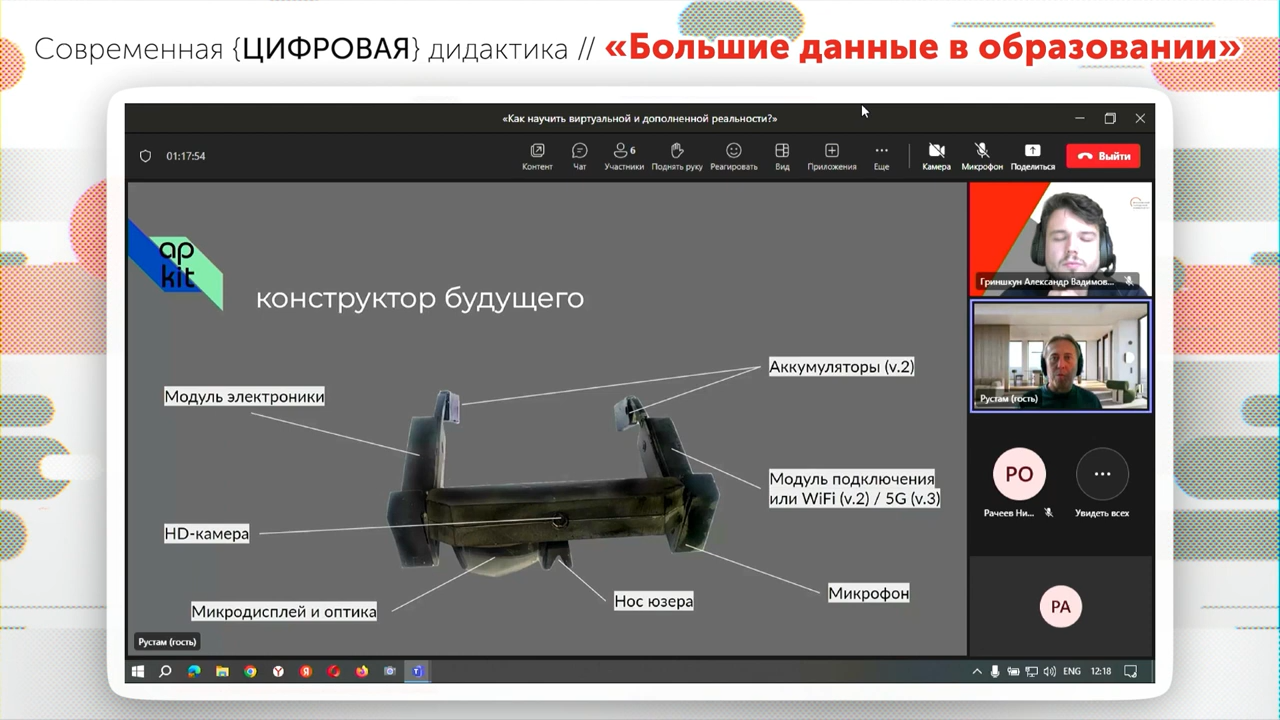 Современная {ЦИФРОВАЯ} дидактика // «Большие данные в образовании»
«Как научить виртуальной и дополненной реальности?»
01:17:54
Контент
Чат
6
Участники
Поднять руку
Реагировать
Вид
Приложения
Еще
Камера
Микрофон
Поделиться
Выйти
ap
kit
конструктор будущего
Модуль электроники
Аккумуляторы (v.2)
Модуль подключения
или WiFi (v.2) / 5G (v.3)
HD-камера
Микродисплей и оптика
Нос юзера
Микрофон
Рустам (гость)
Гриншкун Александр Вадимов...
Рустам (гость)
РО
Рачеев Ни...
Увидеть всех
РА
ENG
12:18